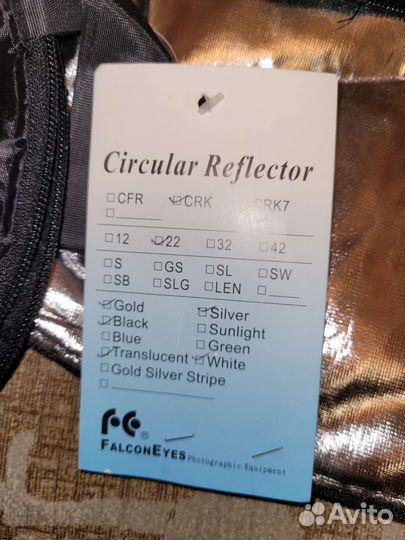 Circular Reflector
☐CFR ☑CRK ☐CRK7
☐
☐12 ☑22 ☐32 ☐42
☐S ☐GS ☐SL ☐SW
☐SB ☐SLG ☐LEN ☐
☑Gold ☑Silver
☑Black ☐Sunlight
☐Blue ☐Green
☑Translucent ☑White
☐Gold Silver Stripe
☐
FE®
FALCONEYES Photographic Equipment
Avito